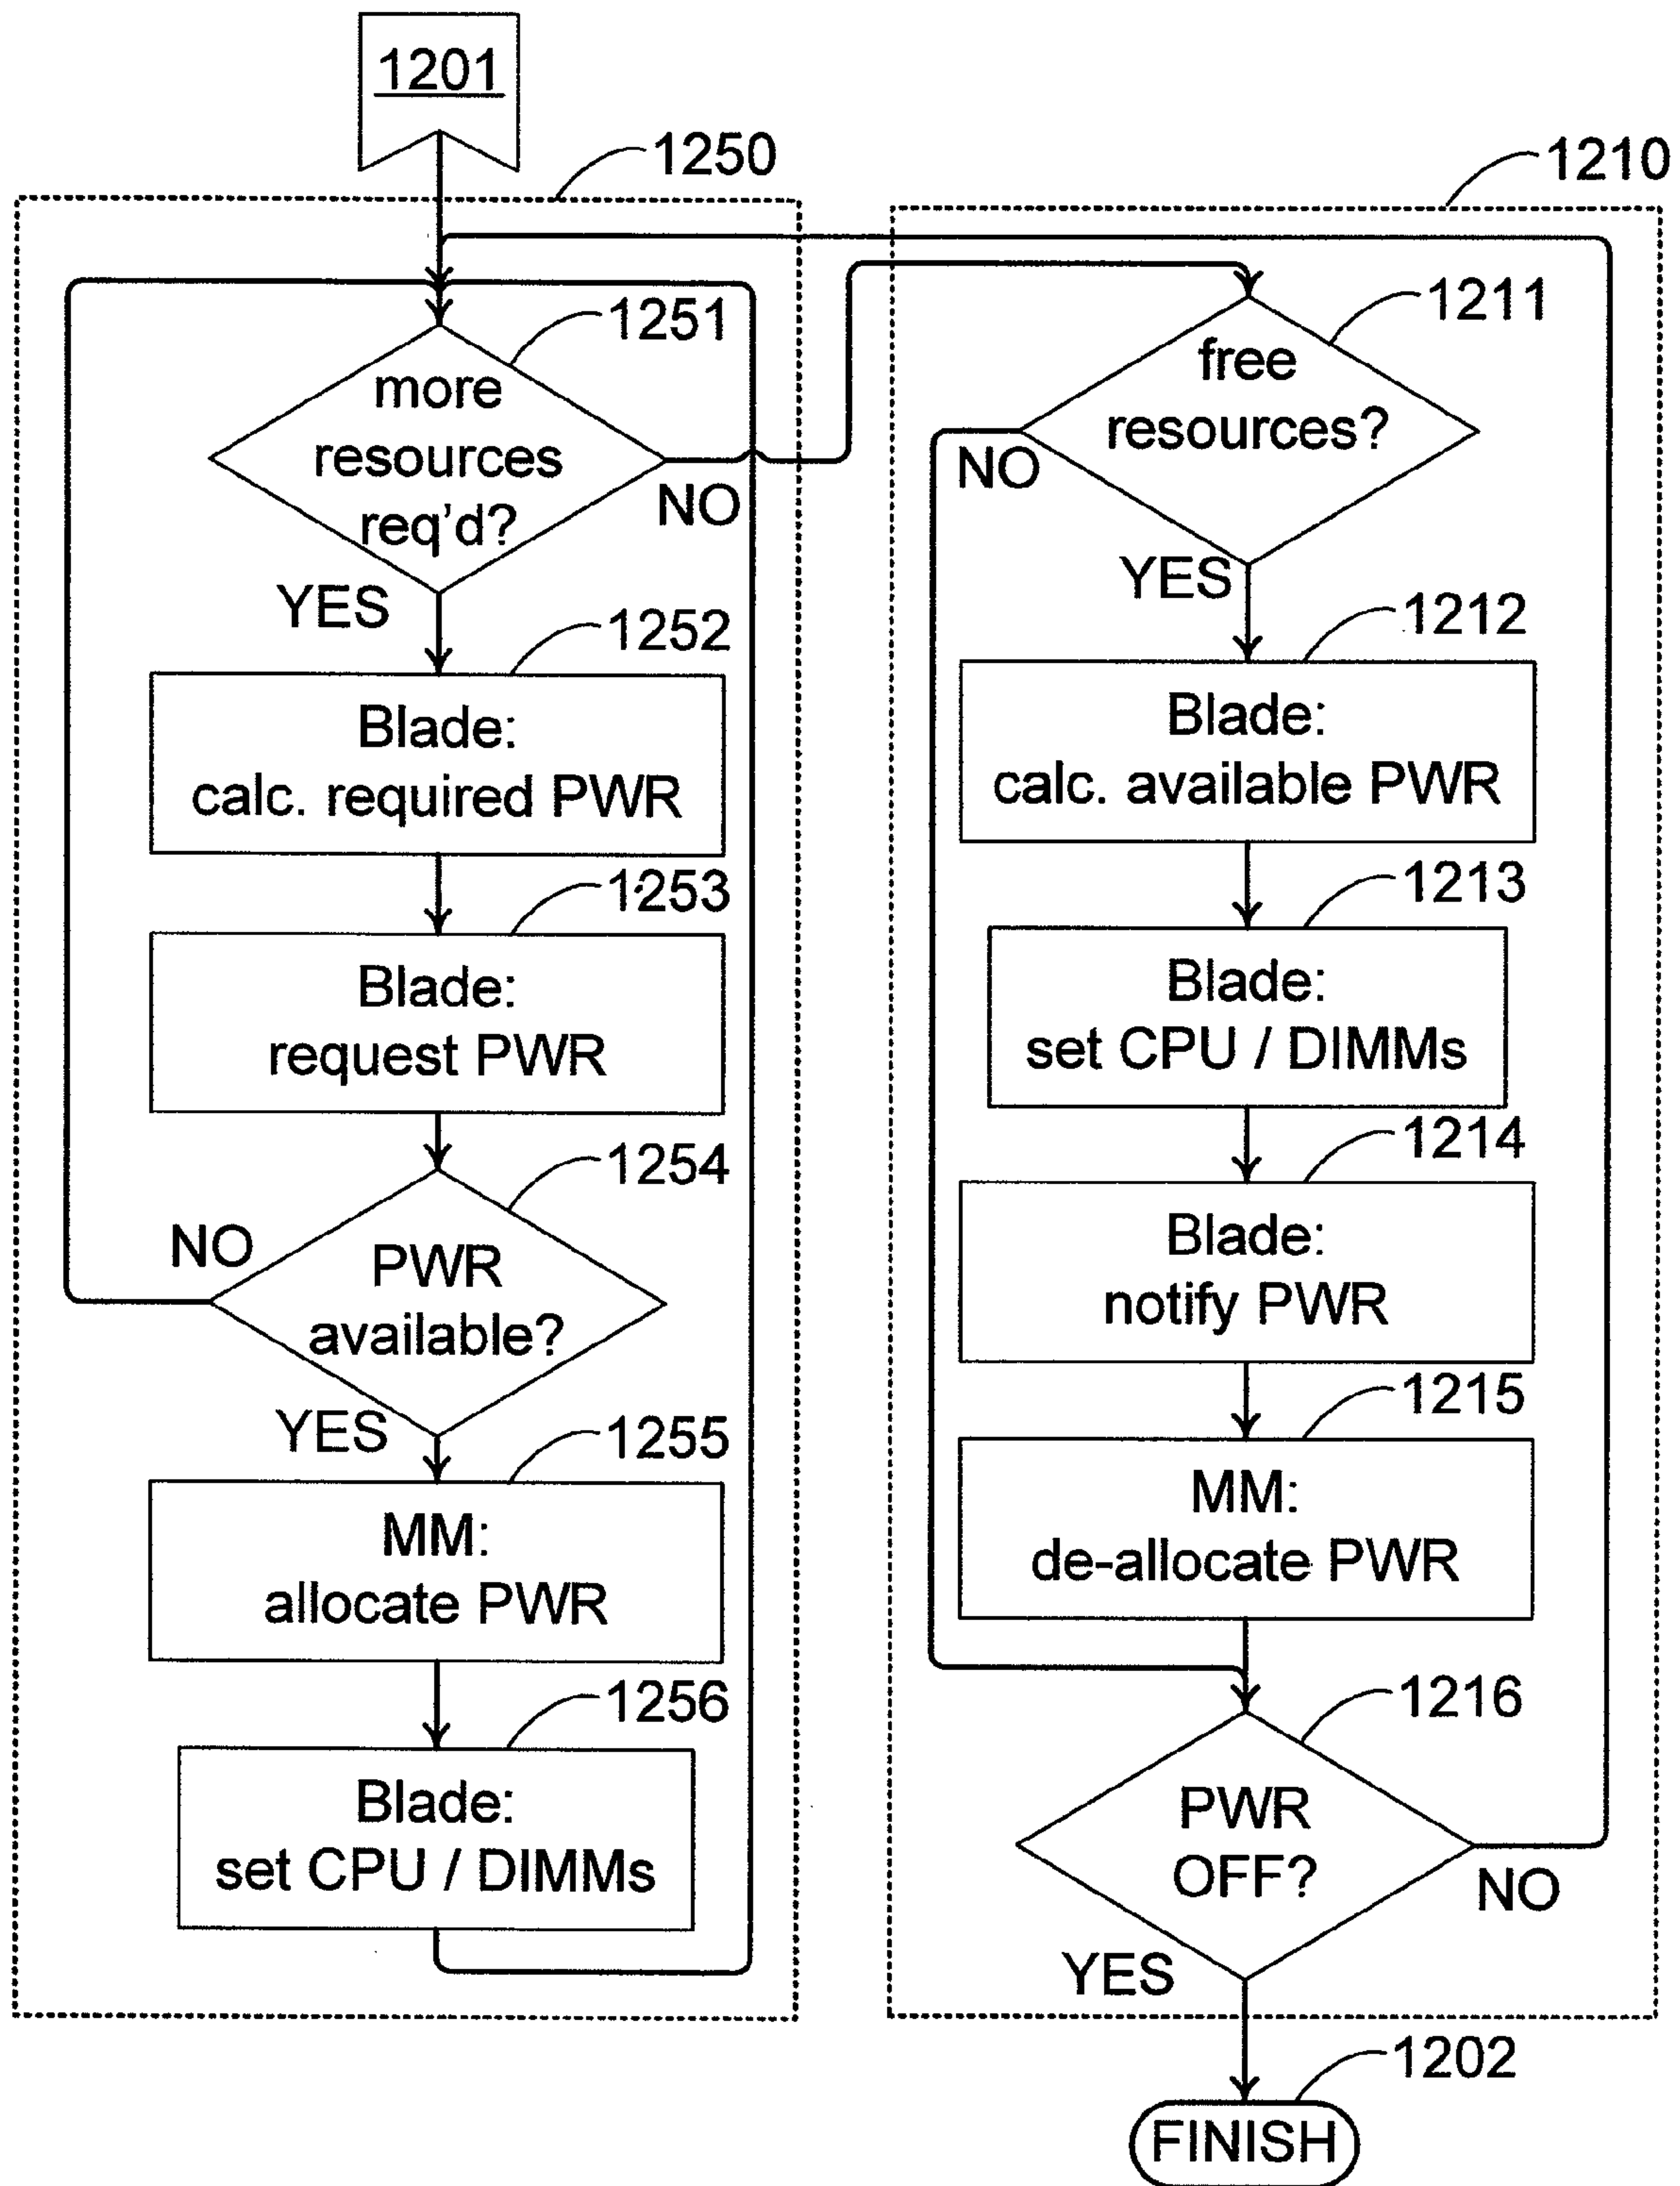 1201
1250
1251
more
resources
req'd?
NO
YES
1252
Blade:
calc. required PWR
1253
Blade:
request PWR
1254
NO
PWR
available?
YES
1255
MM:
allocate PWR
1256
Blade:
set CPU / DIMMs
1210
1211
free
resources?
NO
YES
1212
Blade:
calc. available PWR
1213
Blade:
set CPU / DIMMs
1214
Blade:
notify PWR
1215
MM:
de-allocate PWR
1216
PWR
OFF?
NO
YES
1202
FINISH